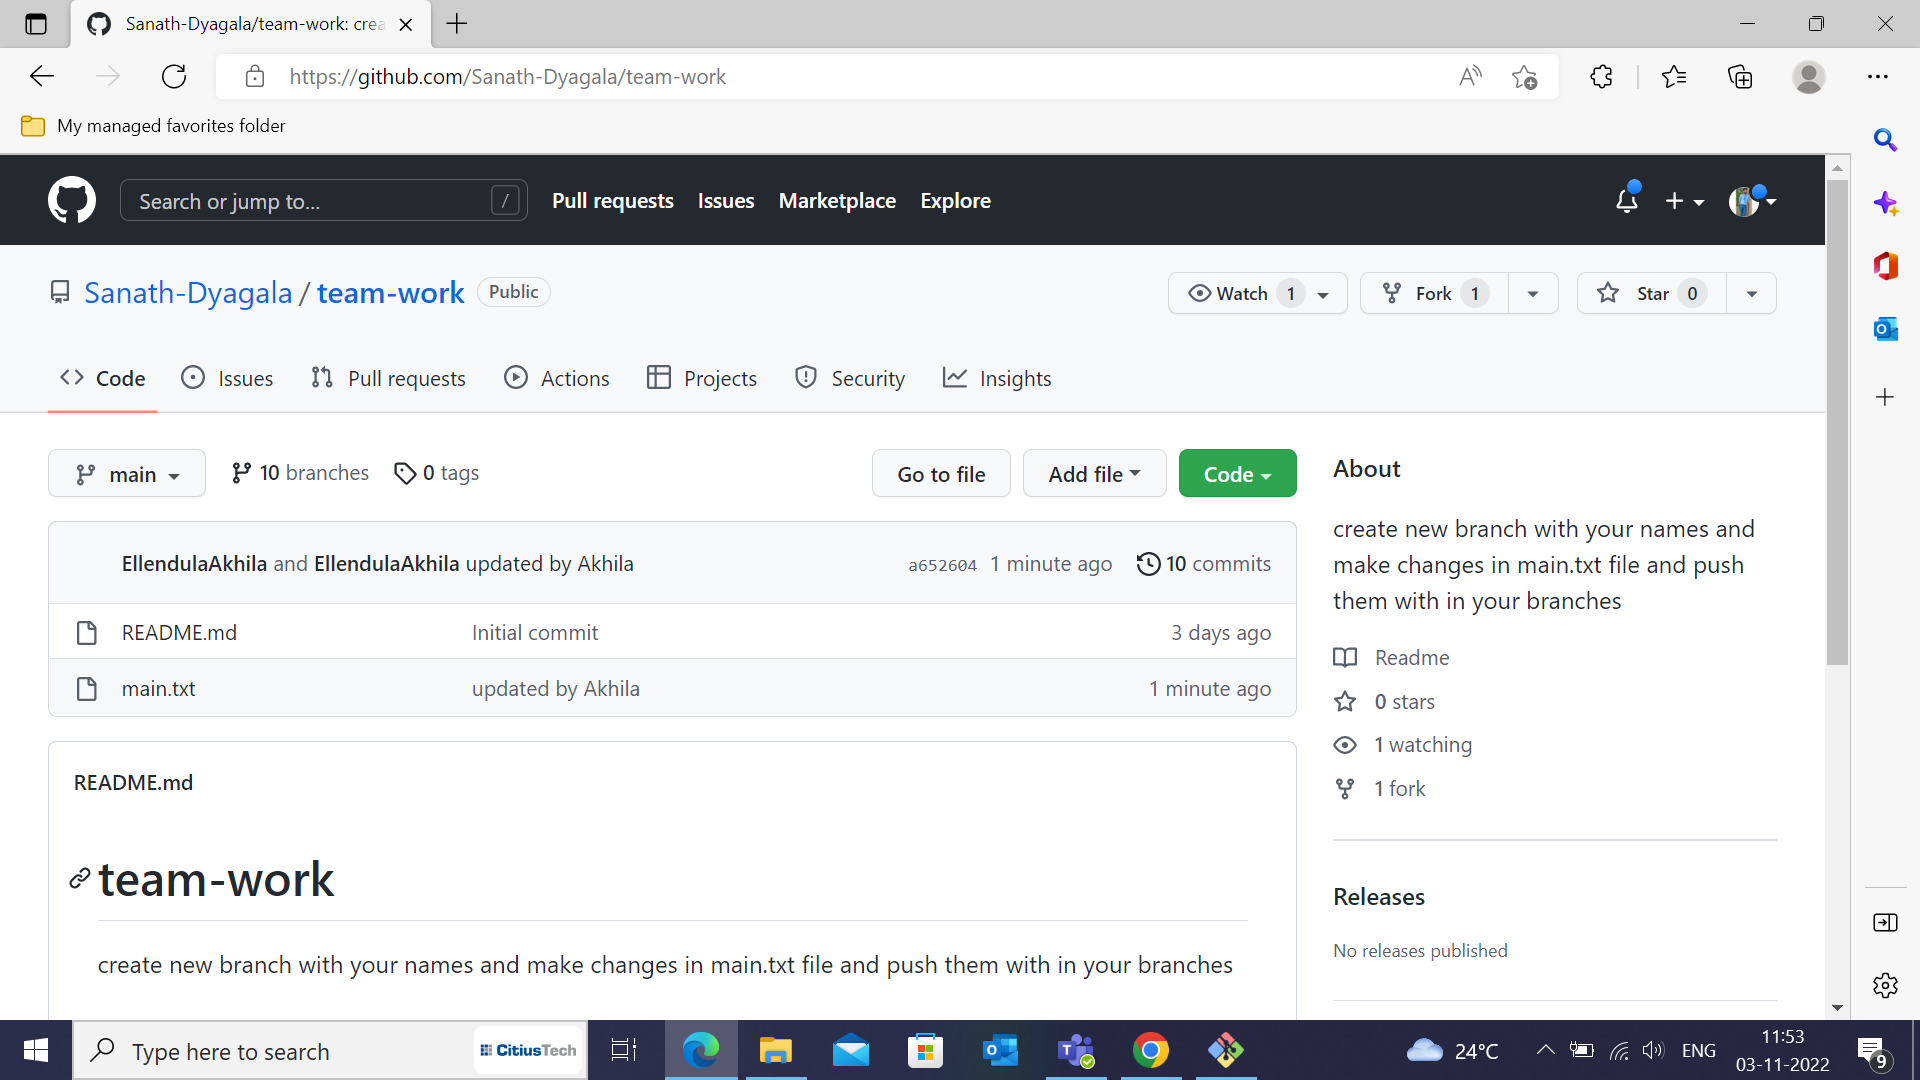 Sanath-Dyagala/team-work: crea
https://github.com/Sanath-Dyagala/team-work
My managed favorites folder
Search or jump to... /
Pull requests Issues Marketplace Explore
Sanath-Dyagala / team-work Public
Watch 1 Fork 1 Star 0
Code Issues Pull requests Actions Projects Security Insights
main 10 branches 0 tags Go to file Add file Code
EllendulaAkhila and EllendulaAkhila updated by Akhila a652604 1 minute ago 10 commits
README.md Initial commit 3 days ago
main.txt updated by Akhila 1 minute ago
README.md
team-work
create new branch with your names and make changes in main.txt file and push them with in your branches
About
create new branch with your names and
make changes in main.txt file and push
them with in your branches
Readme
0 stars
1 watching
1 fork
Releases
No releases published
Type here to search CitiusTech
24°C ENG
11:53
03-11-2022
9